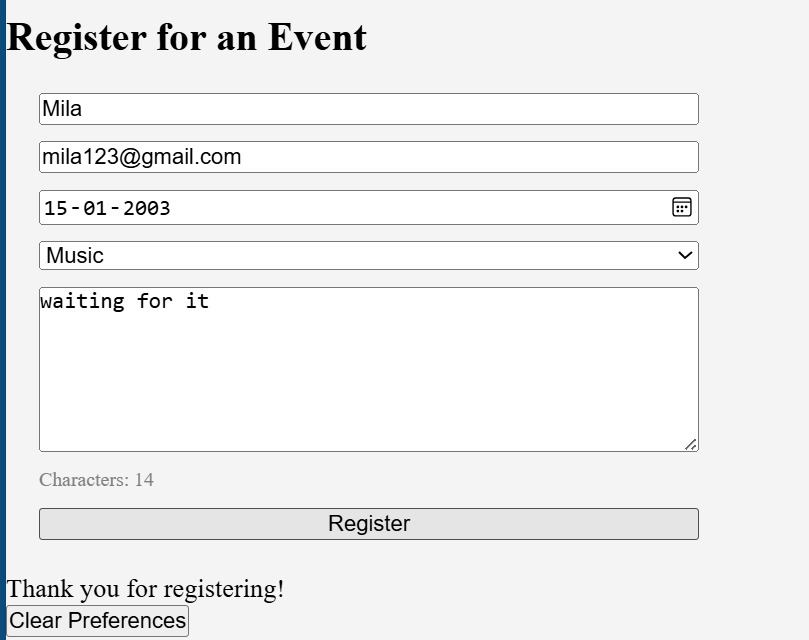 Register for an Event
Mila
mila123@gmail.com
15-01-2003
Music
waiting for it
Characters: 14
Register
Thank you for registering!
Clear Preferences